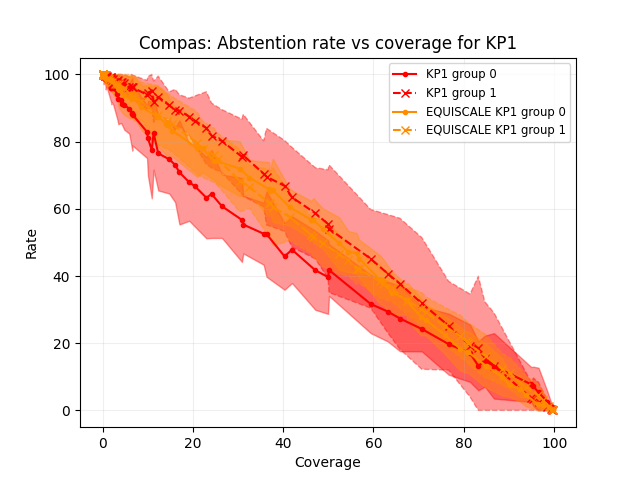 Compas: Abstention rate vs coverage for KP1
KP1 group 0
KP1 group 1
EQUISCALE KP1 group 0
EQUISCALE KP1 group 1
100
80
60
40
20
0
Rate
0 20 40 60 80 100
Coverage